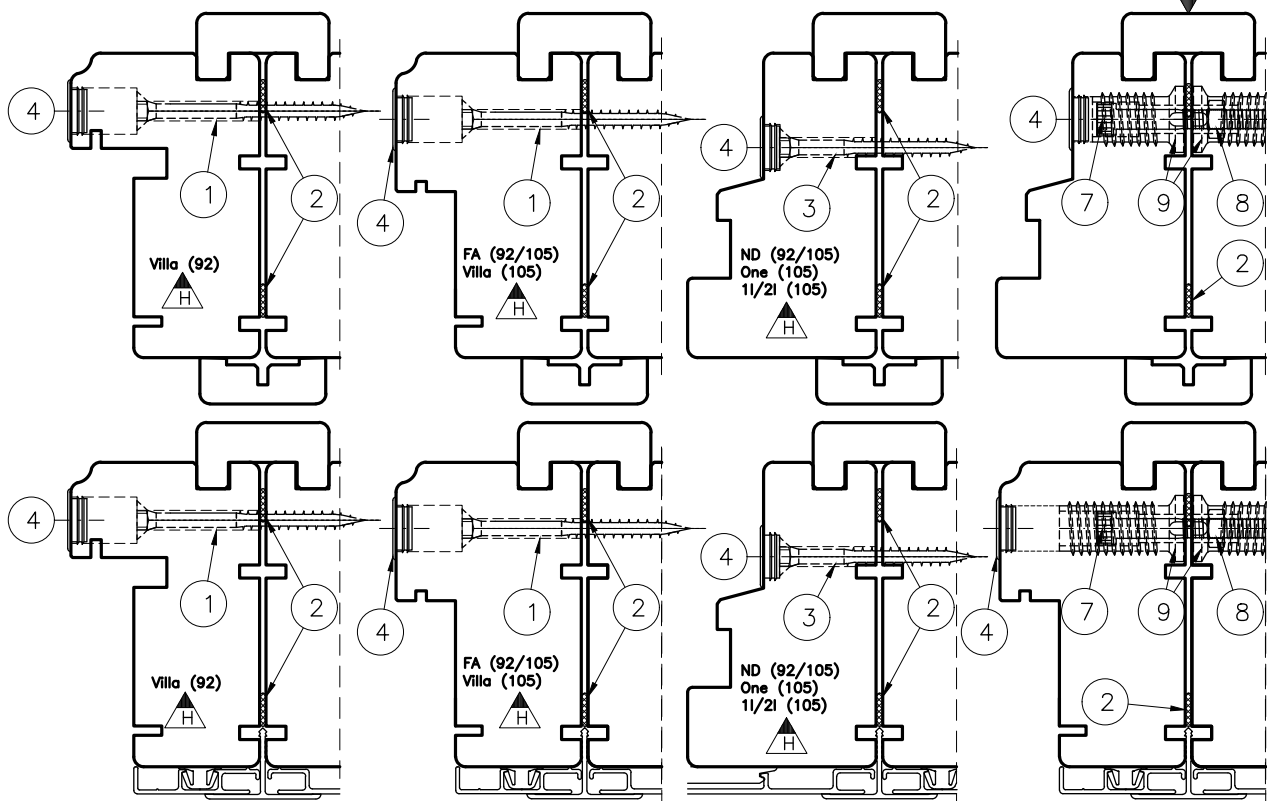 4
1
2
Villa (92)
H
4
1
2
FA (92/105)
Villa (105)
H
4
3
2
ND (92/105)
One (105)
1I/2I (105)
H
4
7
9
8
2
4
1
2
Villa (92)
H
4
1
2
FA (92/105)
Villa (105)
H
4
3
2
ND (92/105)
One (105)
1I/2I (105)
H
4
7
9
8
2